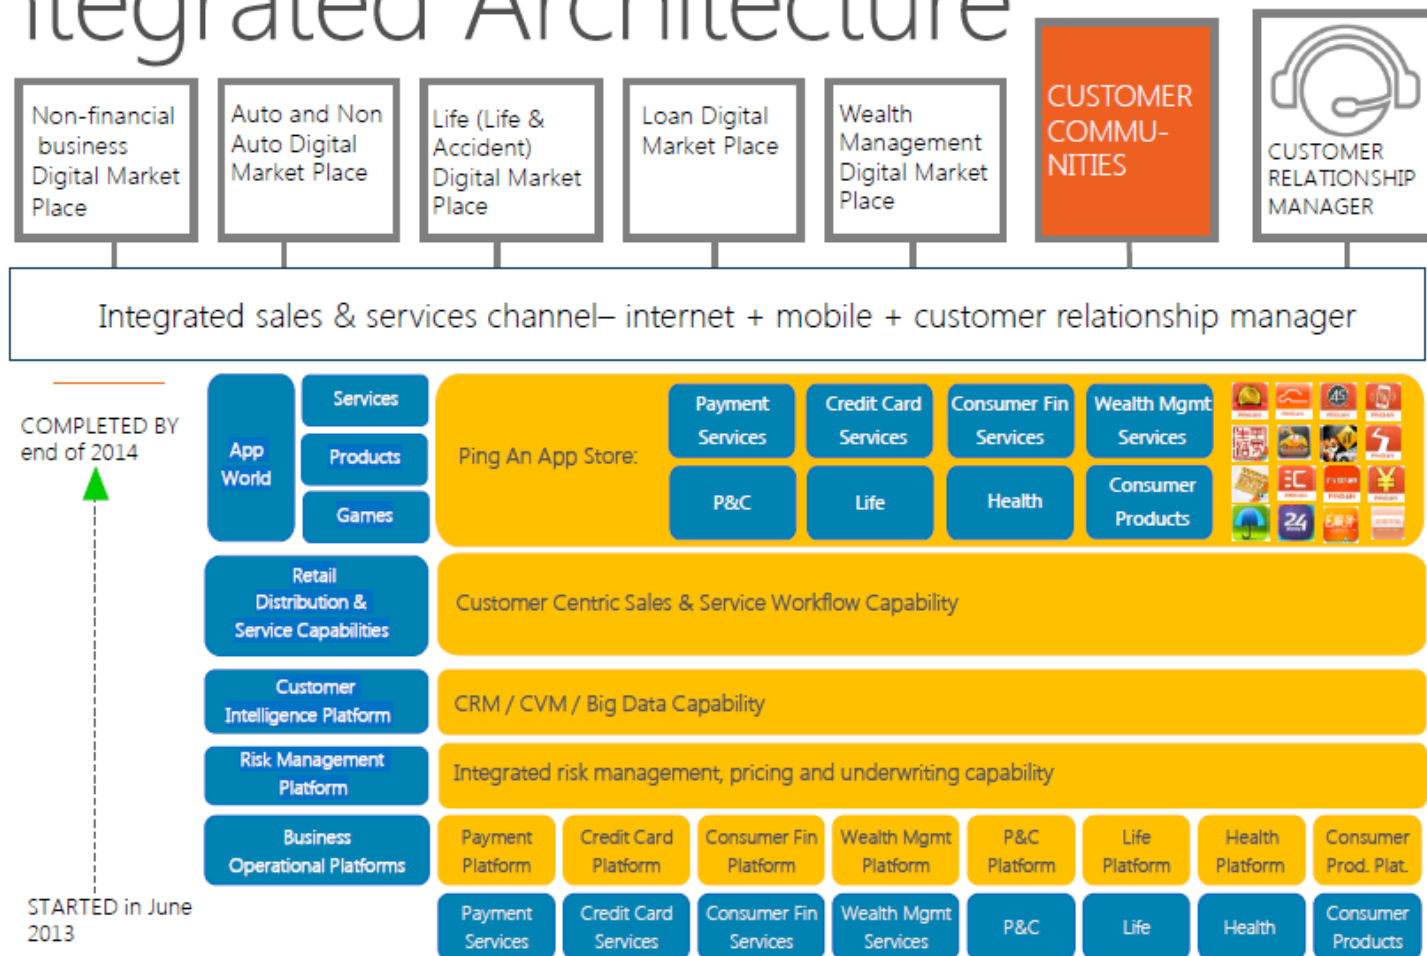 ntegrated Architecture
Non-financial
business
Digital Market
Place
Auto and Non
Auto Digital
Market Place
Life (Life &
Accident)
Digital Market
Place
Loan Digital
Market Place
Wealth
Management
Digital Market
Place
CUSTOMER
COMMU-
NITIES
CUSTOMER
RELATIONSHIP
MANAGER
Integrated sales & services channel– internet + mobile + customer relationship manager
COMPLETED BY
end of 2014
STARTED in June
2013
App
World
Services
Products
Games
Ping An App Store:
Payment
Services
Credit Card
Services
Consumer Fin
Services
Wealth Mgmt
Services
P&C
Life
Health
Consumer
Products
45
24
Retail
Distribution &
Service Capabilities
Customer Centric Sales & Service Workflow Capability
Customer
Intelligence Platform
CRM / CVM / Big Data Capability
Risk Management
Platform
Integrated risk management, pricing and underwriting capability
Business
Operational Platforms
Payment
Platform
Credit Card
Platform
Consumer Fin
Platform
Wealth Mgmt
Platform
P&C
Platform
Life
Platform
Health
Platform
Consumer
Prod. Plat.
Payment
Services
Credit Card
Services
Consumer Fin
Services
Wealth Mgmt
Services
P&C
Life
Health
Consumer
Products